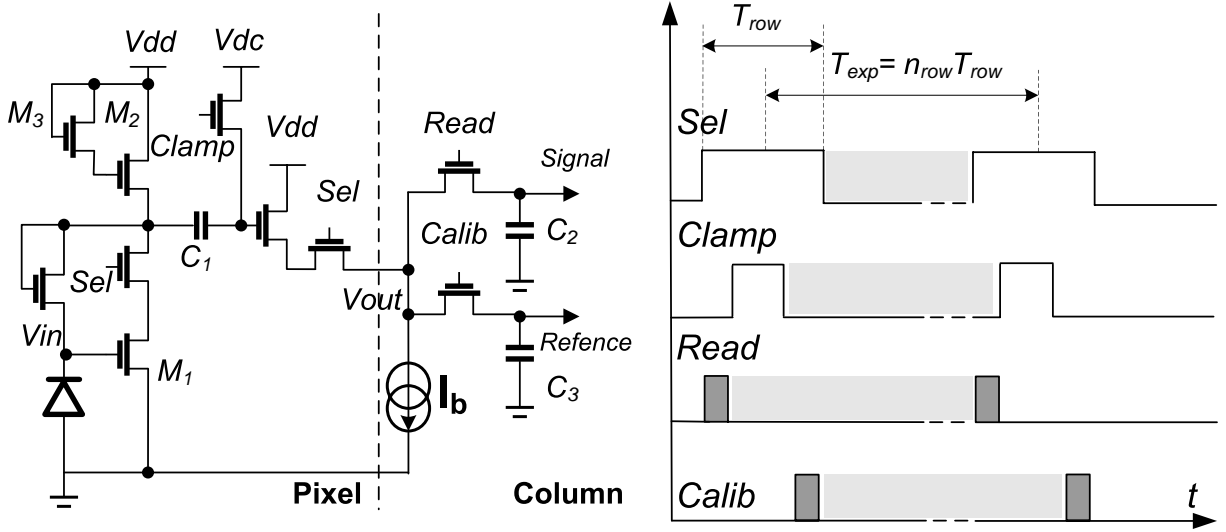 Vdd
Vdc
M3
M2
Clamp
Vdd
Read
Signal
Sel
C1
Calib
C2
Sel
Vout
Vin
Refence
M1
Ib
C3
Pixel
Column
Trow
Texp= nrowTrow
Sel
Clamp
Read
Calib
t